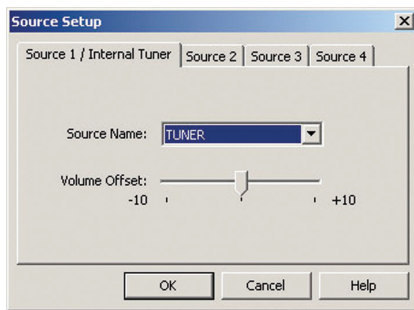 Source Setup
Source 1 / Internal Tuner Source 2 Source 3 Source 4
Source Name: TUNER
Volume Offset:
-10 +10
OK Cancel Help